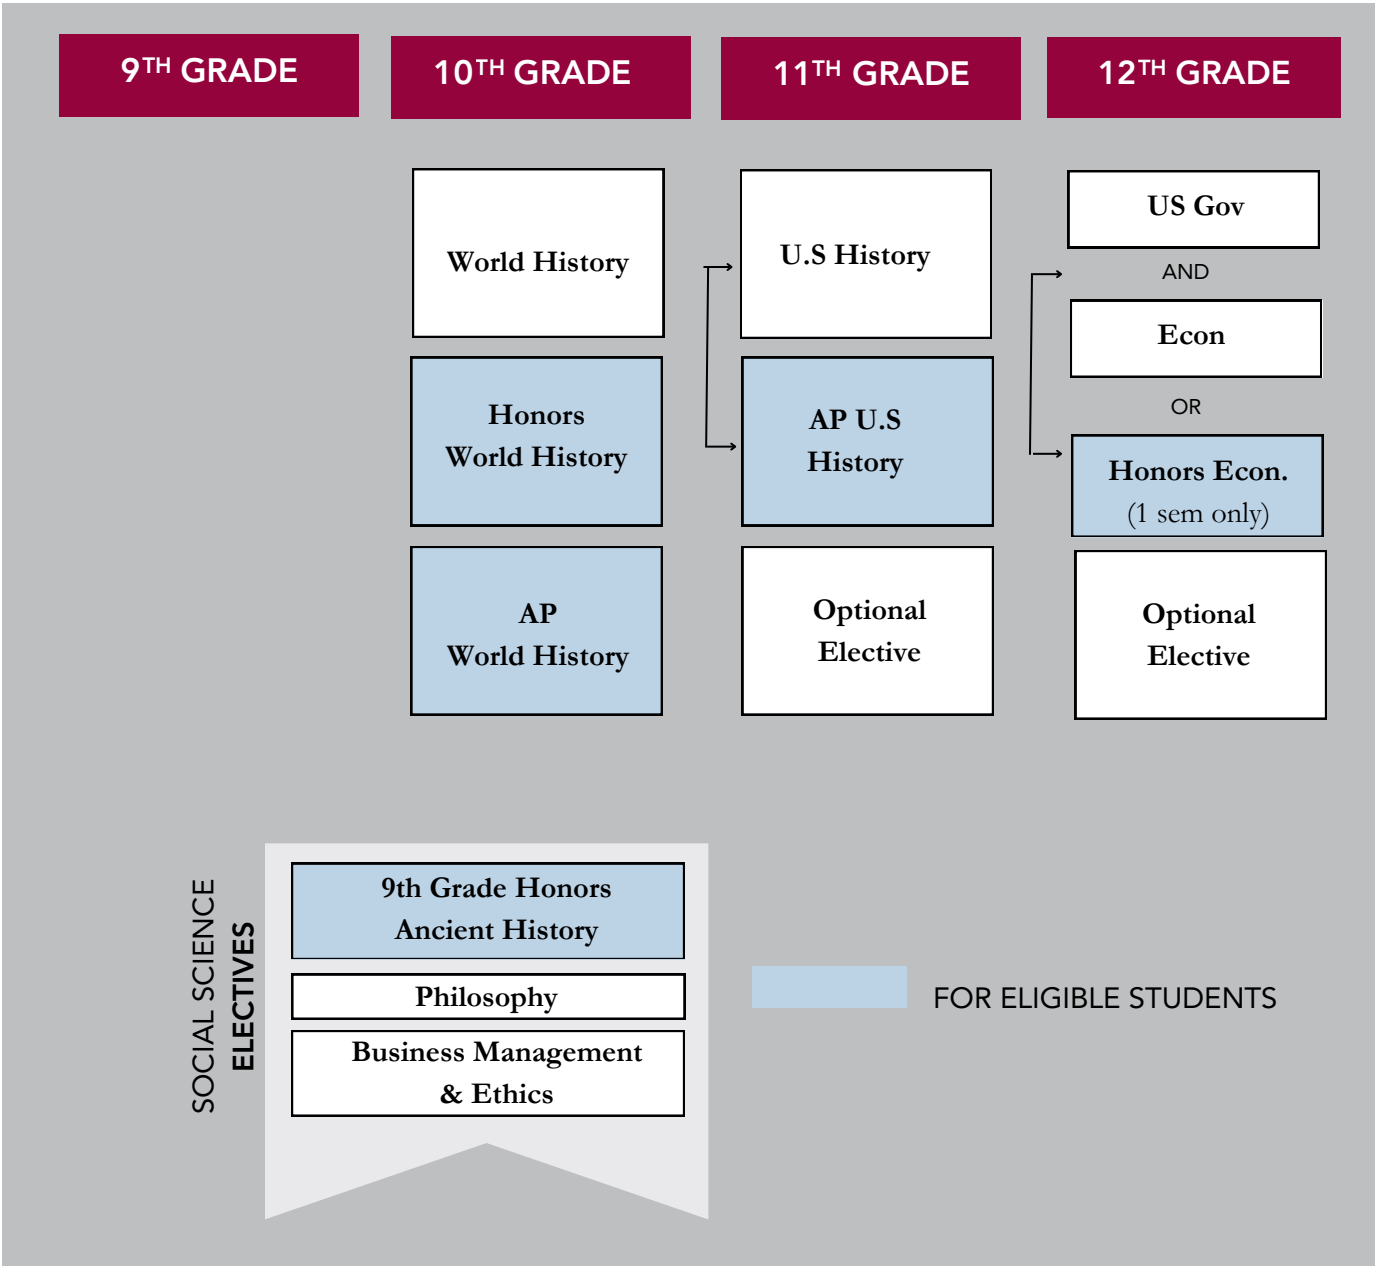 9TH GRADE
10TH GRADE
11TH GRADE
12TH GRADE
World History
Honors
World History
AP
World History
U.S History
AP U.S
History
Optional
Elective
US Gov
AND
Econ
OR
Honors Econ.
(1 sem only)
Optional
Elective
SOCIAL SCIENCE
ELECTIVES
9th Grade Honors
Ancient History
Philosophy
Business Management
& Ethics
FOR ELIGIBLE STUDENTS